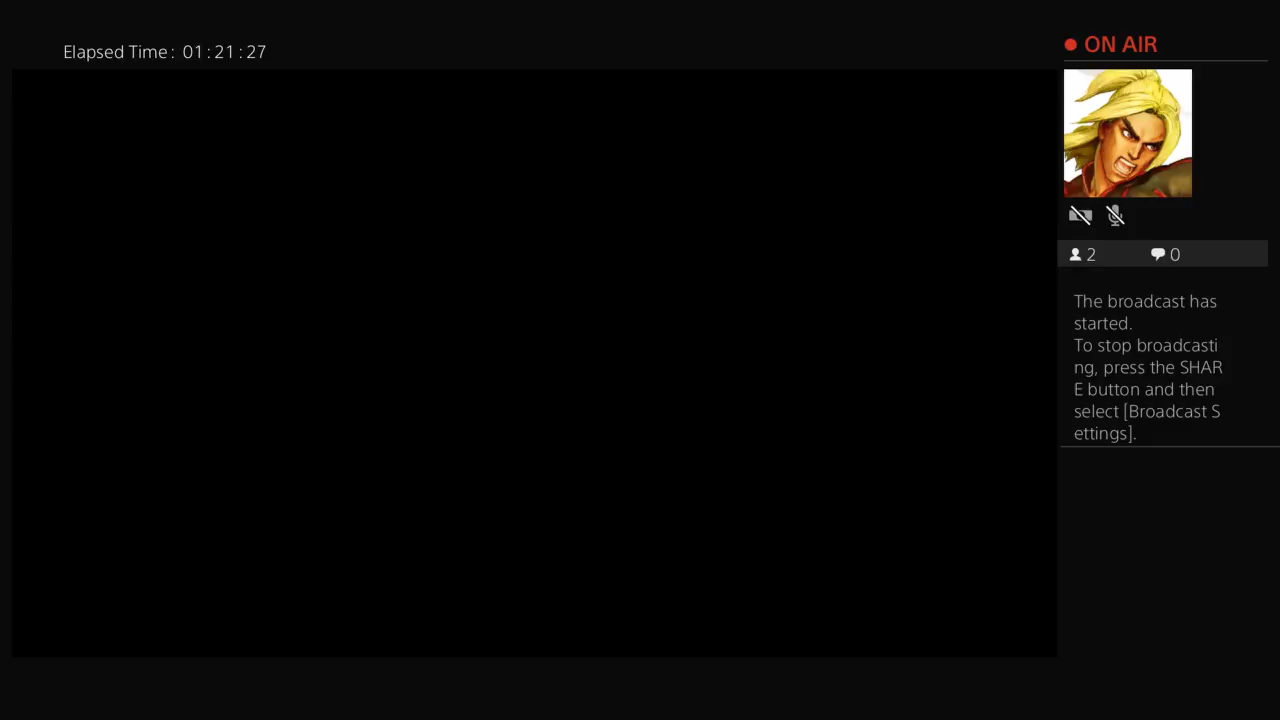 Elapsed Time: 01:21:27
ON AIR
2 0
The broadcast has
started.
To stop broadcasti
ng, press the SHAR
E button and then
select [Broadcast S
ettings].